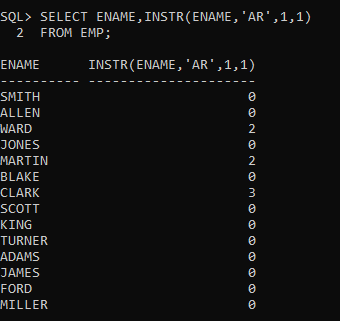 SQL> SELECT ENAME,INSTR(ENAME,'AR',1,1)
  2  FROM EMP;
ENAME      INSTR(ENAME,'AR',1,1)
---------- ---------------------
SMITH                          0
ALLEN                          0
WARD                           2
JONES                          0
MARTIN                         2
BLAKE                          0
CLARK                          3
SCOTT                          0
KING                           0
TURNER                         0
ADAMS                          0
JAMES                          0
FORD                           0
MILLER                         0